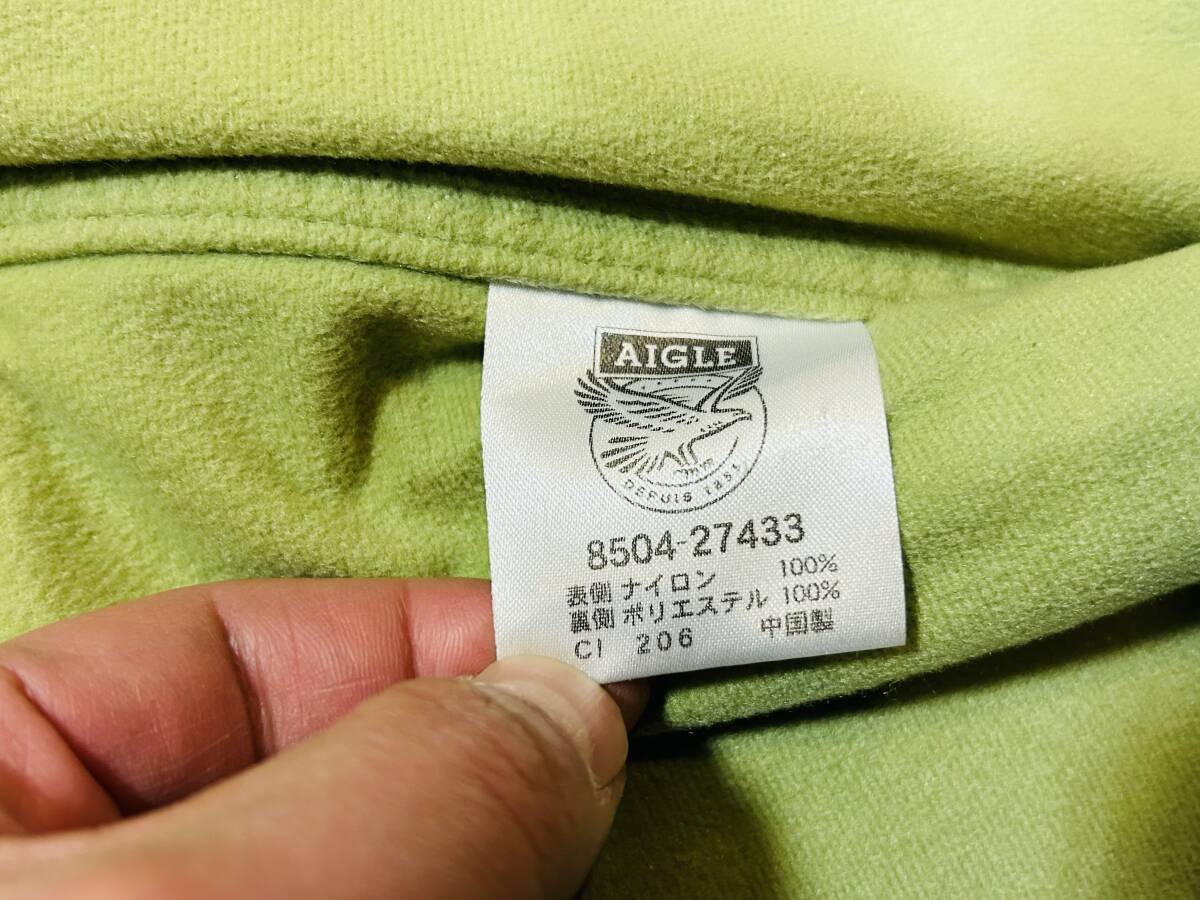 AIGLE
DEPUIS 1853
8504-27433
表側 ナイロン 100%
裏側 ポリエステル 100%
CI 206 中国製